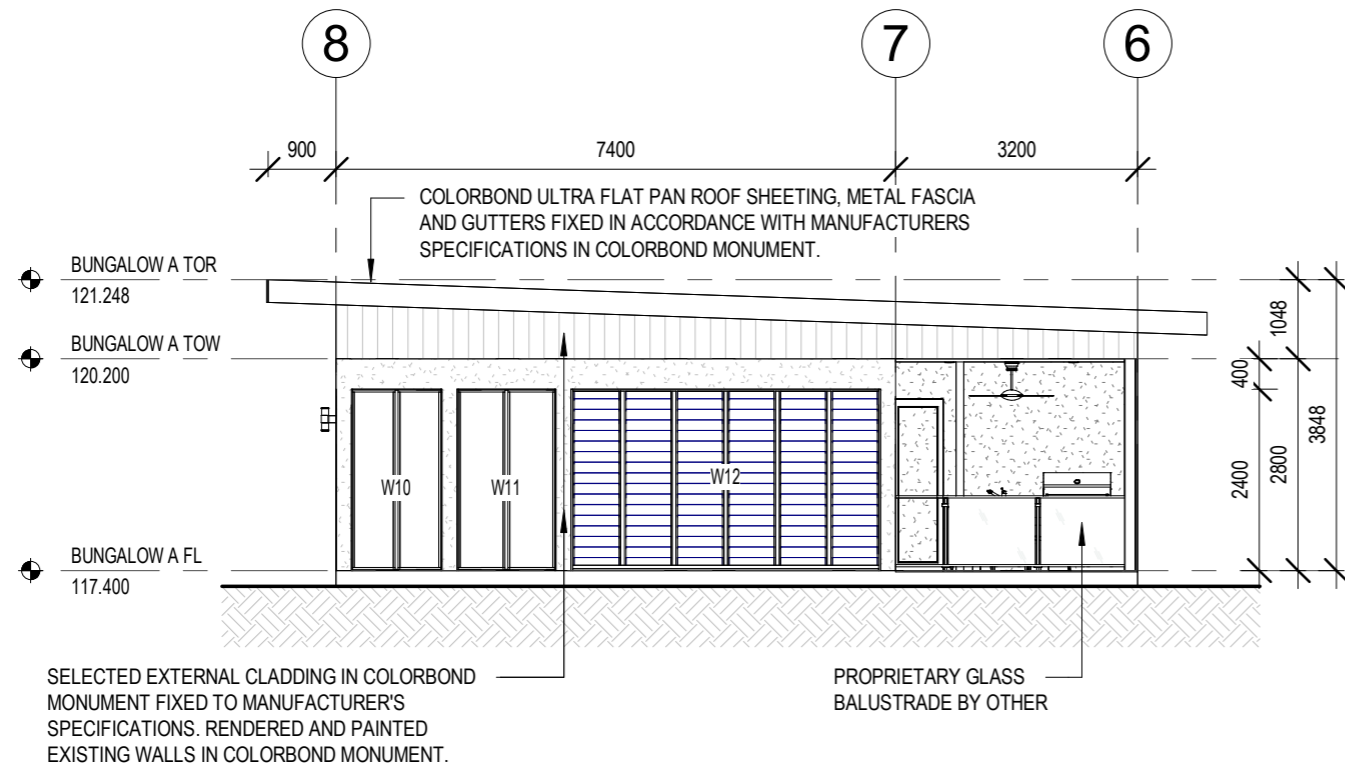 8
7
6
900
7400
3200
COLORBOND ULTRA FLAT PAN ROOF SHEETING, METAL FASCIA
AND GUTTERS FIXED IN ACCORDANCE WITH MANUFACTURERS
SPECIFICATIONS IN COLORBOND MONUMENT.
BUNGALOW A TOR
121.248
BUNGALOW A TOW
120.200
1048
400
3848
2800
2400
W10
W11
W12
BUNGALOW A FL
117.400
SELECTED EXTERNAL CLADDING IN COLORBOND
MONUMENT FIXED TO MANUFACTURER'S
SPECIFICATIONS. RENDERED AND PAINTED
EXISTING WALLS IN COLORBOND MONUMENT.
PROPRIETARY GLASS
BALUSTRADE BY OTHER